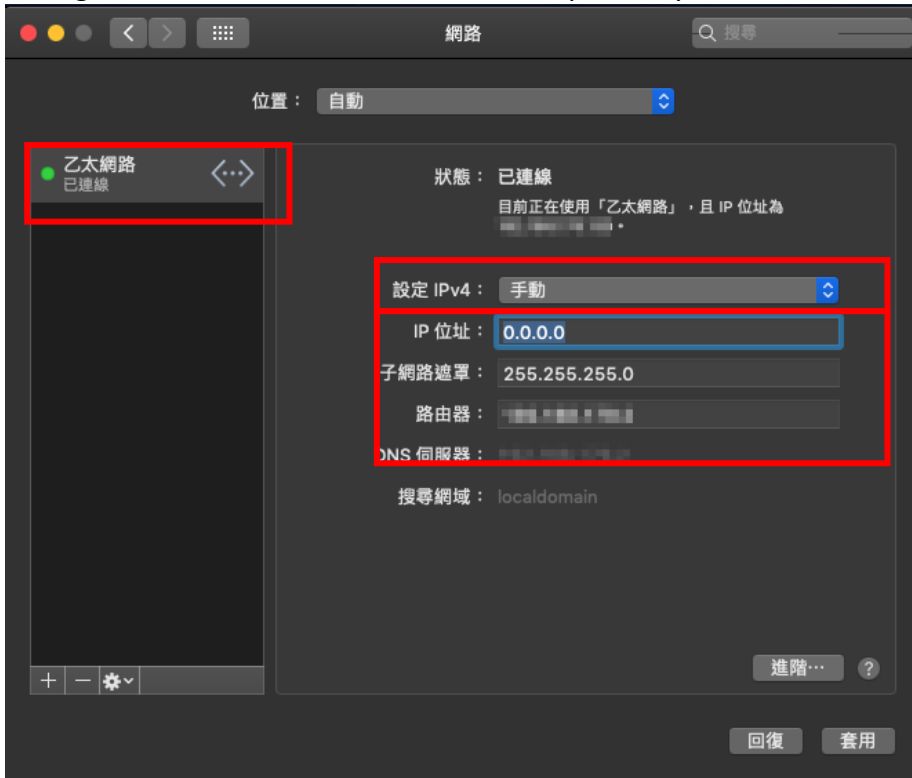 網路
搜尋
位置： 自動
乙太網路
已連線
狀態： 已連線
目前正在使用「乙太網路」，且 IP 位址為
。
設定 IPv4： 手動
IP 位址： 0.0.0.0
子網路遮罩： 255.255.255.0
路由器：
DNS 伺服器：
搜尋網域： localdomain
進階… ?
回復 套用